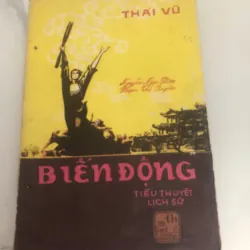 THÁI VŨ
BIẾN ĐỘNG
TIỂU THUYẾT
LỊCH SỬ